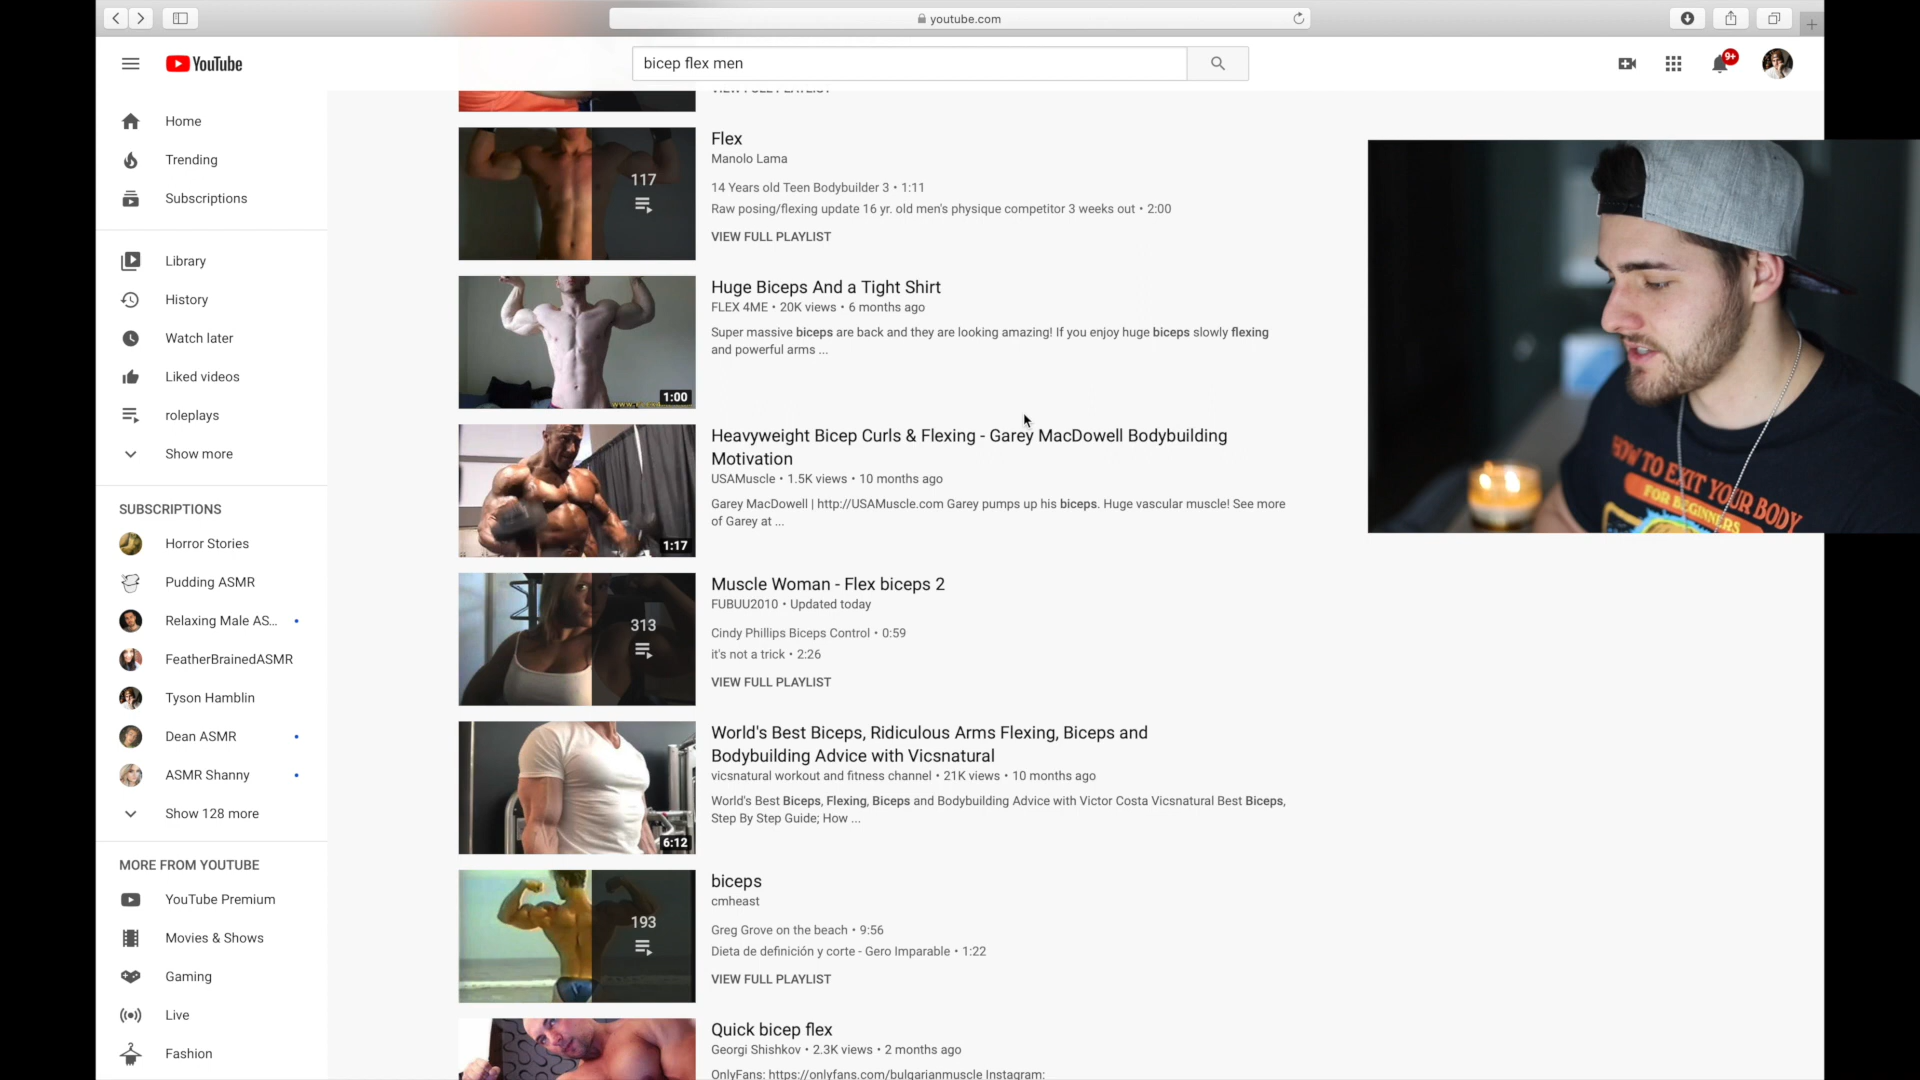 youtube.com
YouTube
bicep flex men
9+
Home
Trending
Subscriptions
Library
History
Watch later
Liked videos
roleplays
Show more
SUBSCRIPTIONS
Horror Stories
Pudding ASMR
Relaxing Male AS...
FeatherBrainedASMR
Tyson Hamblin
Dean ASMR
ASMR Shanny
Show 128 more
MORE FROM YOUTUBE
YouTube Premium
Movies & Shows
Gaming
Live
Fashion
VIEW FULL PLAYLIST
117
Flex
Manolo Lama
14 Years old Teen Bodybuilder 3 • 1:11
Raw posing/flexing update 16 yr. old men's physique competitor 3 weeks out • 2:00
VIEW FULL PLAYLIST
1:00
Huge Biceps And a Tight Shirt
FLEX 4ME • 20K views • 6 months ago
Super massive biceps are back and they are looking amazing! If you enjoy huge biceps slowly flexing
and powerful arms ...
1:17
Heavyweight Bicep Curls & Flexing - Garey MacDowell Bodybuilding
Motivation
USAMuscle • 1.5K views • 10 months ago
Garey MacDowell | http://USAMuscle.com Garey pumps up his biceps. Huge vascular muscle! See more
of Garey at ...
313
Muscle Woman - Flex biceps 2
FUBUU2010 • Updated today
Cindy Phillips Biceps Control • 0:59
it's not a trick • 2:26
VIEW FULL PLAYLIST
6:12
World's Best Biceps, Ridiculous Arms Flexing, Biceps and
Bodybuilding Advice with Vicsnatural
vicsnatural workout and fitness channel • 21K views • 10 months ago
World's Best Biceps, Flexing, Biceps and Bodybuilding Advice with Victor Costa Vicsnatural Best Biceps,
Step By Step Guide; How ...
193
biceps
cmheast
Greg Grove on the beach • 9:56
Dieta de definición y corte - Gero Imparable • 1:22
VIEW FULL PLAYLIST
Quick bicep flex
Georgi Shishkov • 2.3K views • 2 months ago
OnlyFans: https://onlyfans.com/bulgarianmuscle Instagram:
HOW TO EXIT YOUR BODY
FOR BEGINNERS